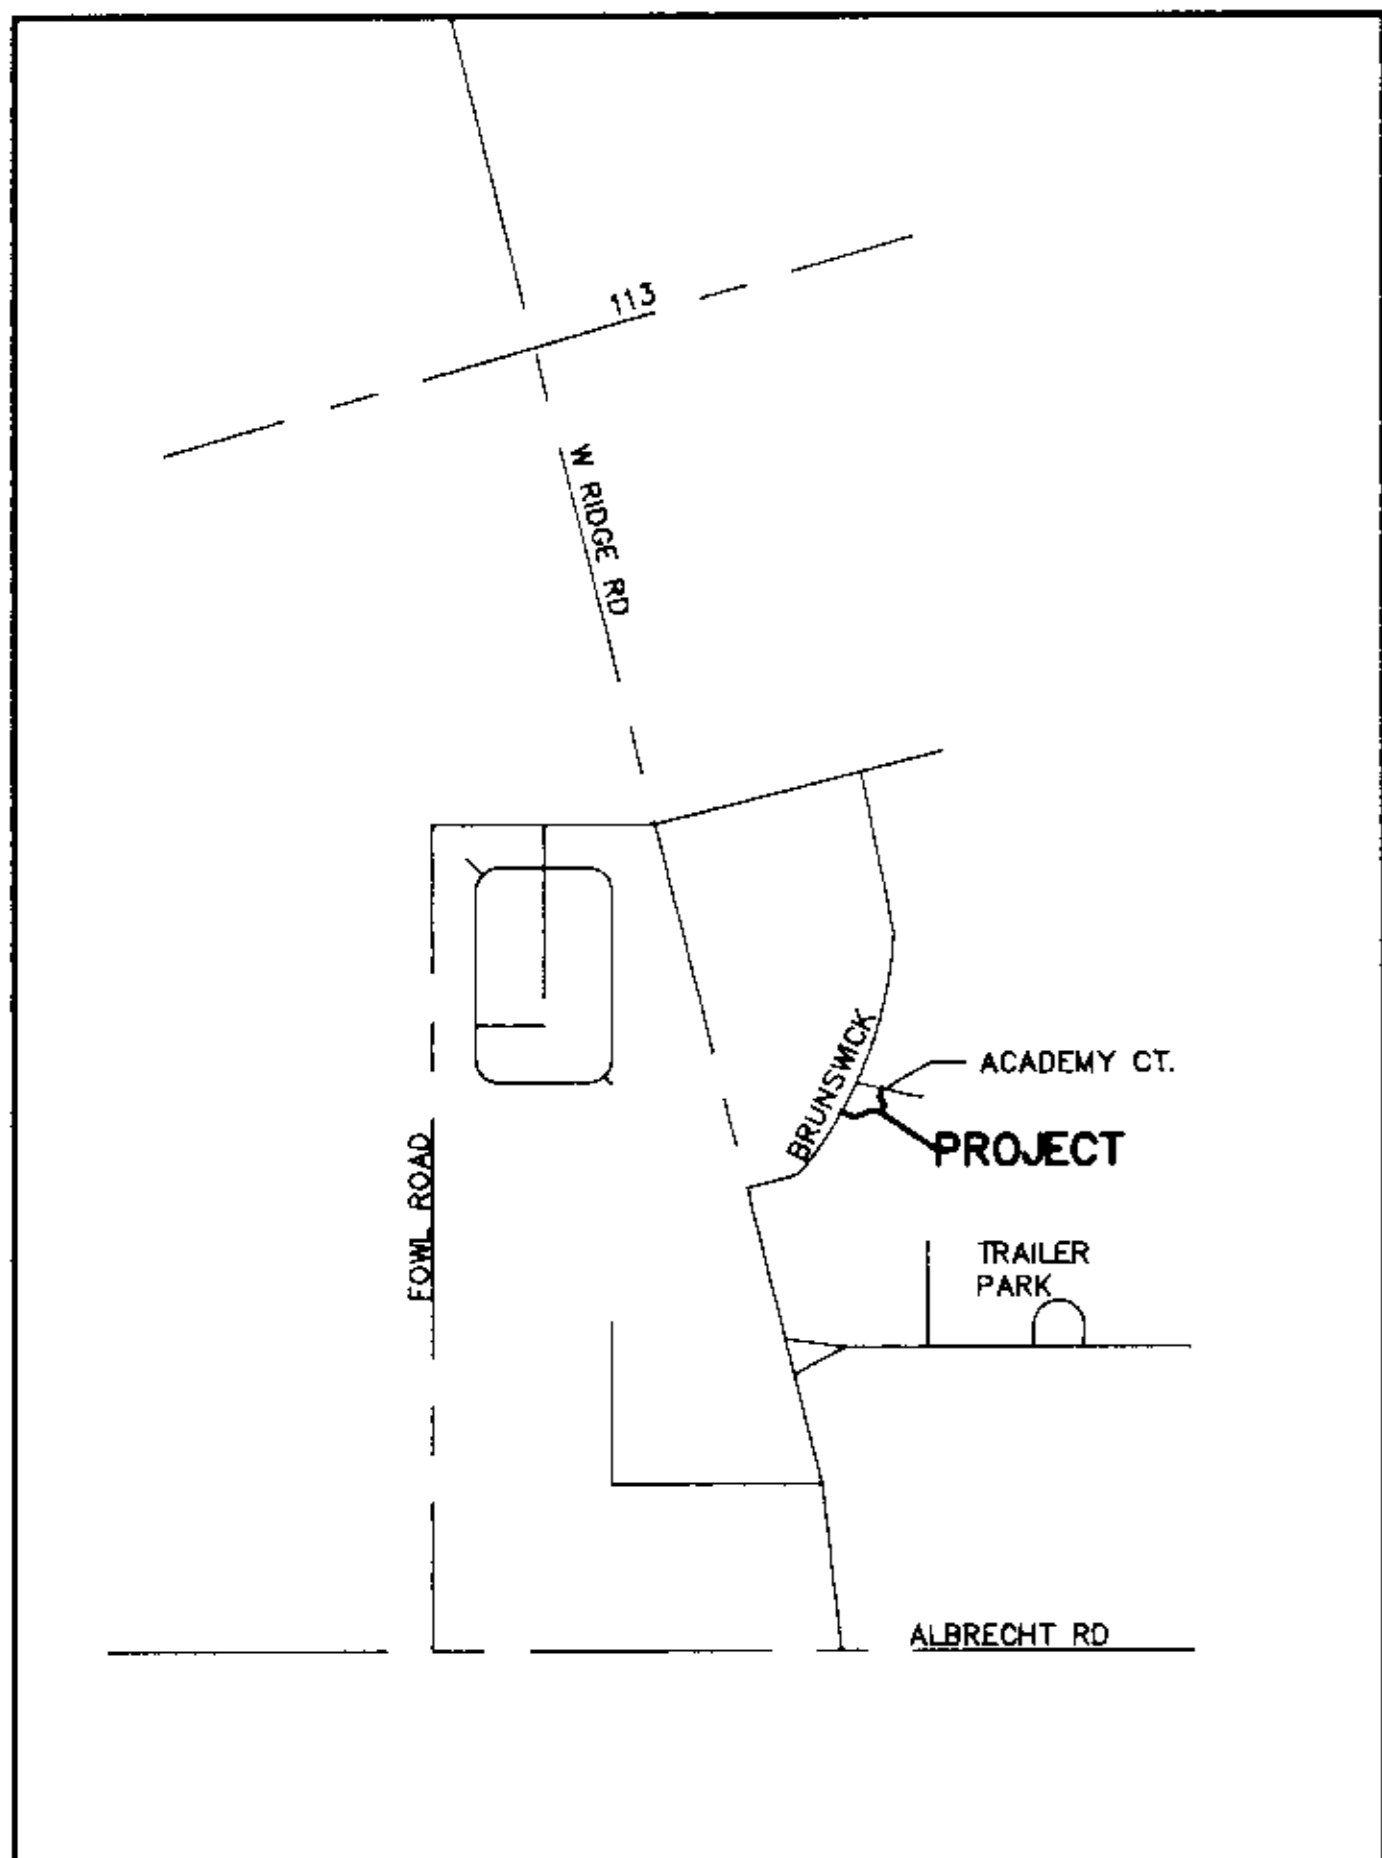 113
W RIDGE RD
BRUNSWICK
ACADEMY CT.
PROJECT
FOWL ROAD
TRAILER
PARK
ALBRECHT RD